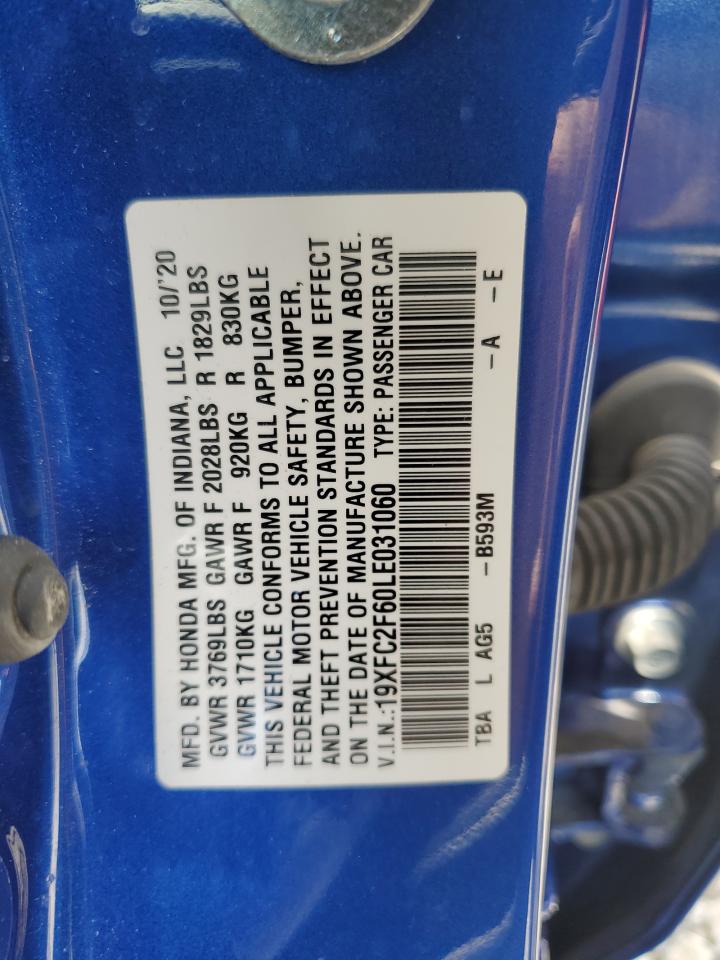 MFD. BY HONDA MFG. OF INDIANA, LLC 10/'20
GVWR 3769LBS GAWR F 2028LBS R 1829LBS
GVWR 1710KG GAWR F 920KG R 830KG
THIS VEHICLE CONFORMS TO ALL APPLICABLE
FEDERAL MOTOR VEHICLE SAFETY, BUMPER,
AND THEFT PREVENTION STANDARDS IN EFFECT
ON THE DATE OF MANUFACTURE SHOWN ABOVE.
V.I.N.:19XFC2F60LE031060 TYPE: PASSENGER CAR
TBA L AG5 -B593M -A -E